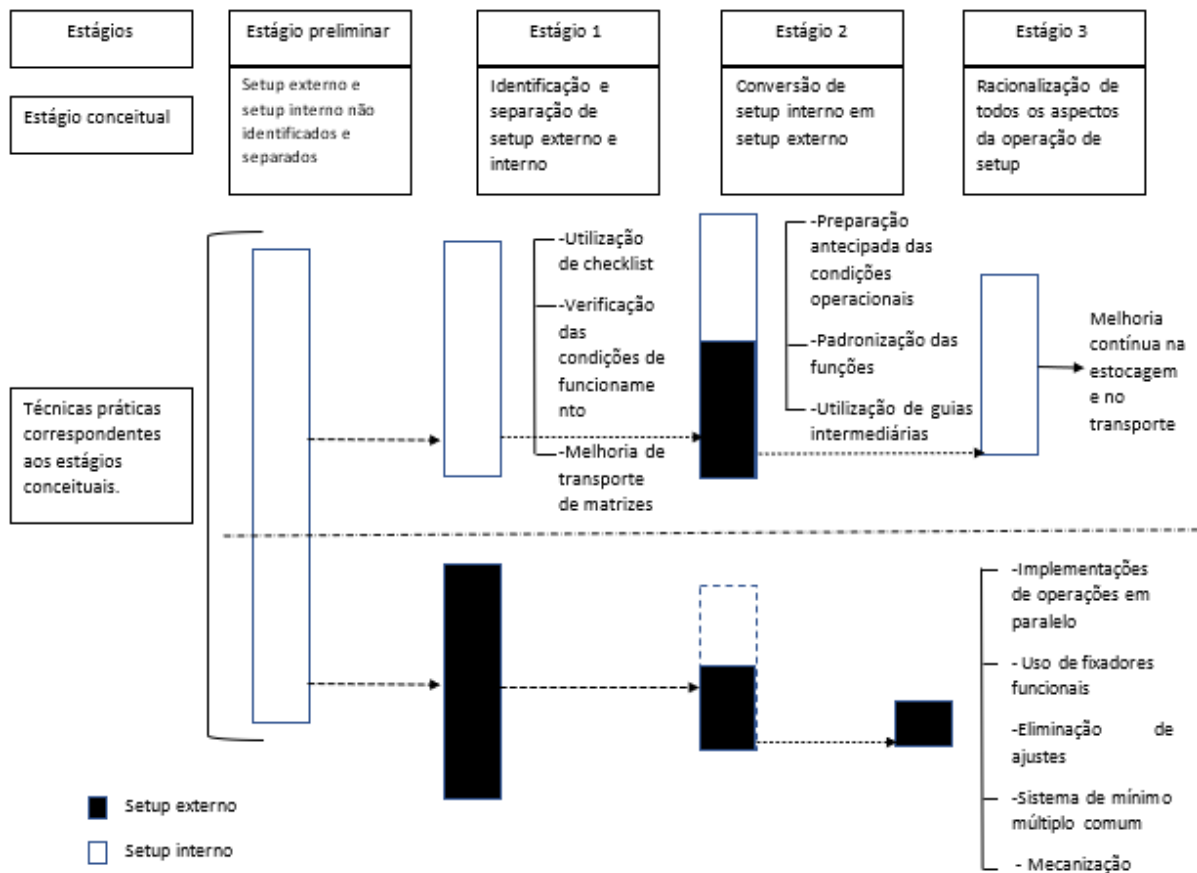 Estágios
Estágio preliminar
Estágio 1
Estágio 2
Estágio 3
Estágio conceitual
Setup externo e
setup interno não
identificados e
separados
Identificação e
separação de
setup externo e
interno
Conversão de
setup interno em
setup externo
Racionalização de
todos os aspectos
da operação de
setup
Técnicas práticas
correspondentes
aos estágios
conceituais.
-Utilização
de checklist
-Verificação
das
condições de
funcioname
nto
-Melhoria de
transporte
de matrizes
-Preparação
antecipada das
condições
operacionais
-Padronização das
funções
-Utilização de guias
intermediárias
Melhoria
contínua na
estocagem
e no
transporte
-Implementações
de operações em
paralelo
- Uso de fixadores
funcionais
-Eliminação de
ajustes
-Sistema de mínimo
múltiplo comum
- Mecanização
Setup externo
Setup interno